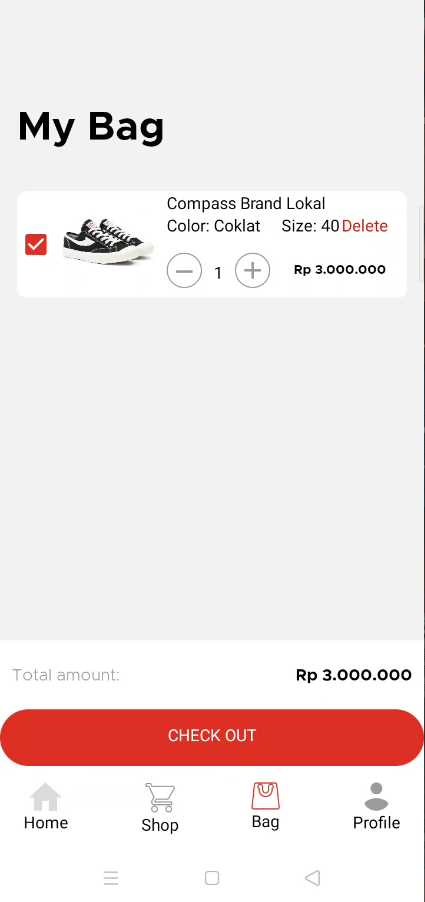 My Bag
Compass Brand Lokal
Color: Coklat Size: 40 Delete
1 Rp 3.000.000
Total amount: Rp 3.000.000
CHECK OUT
Home Shop Bag Profile